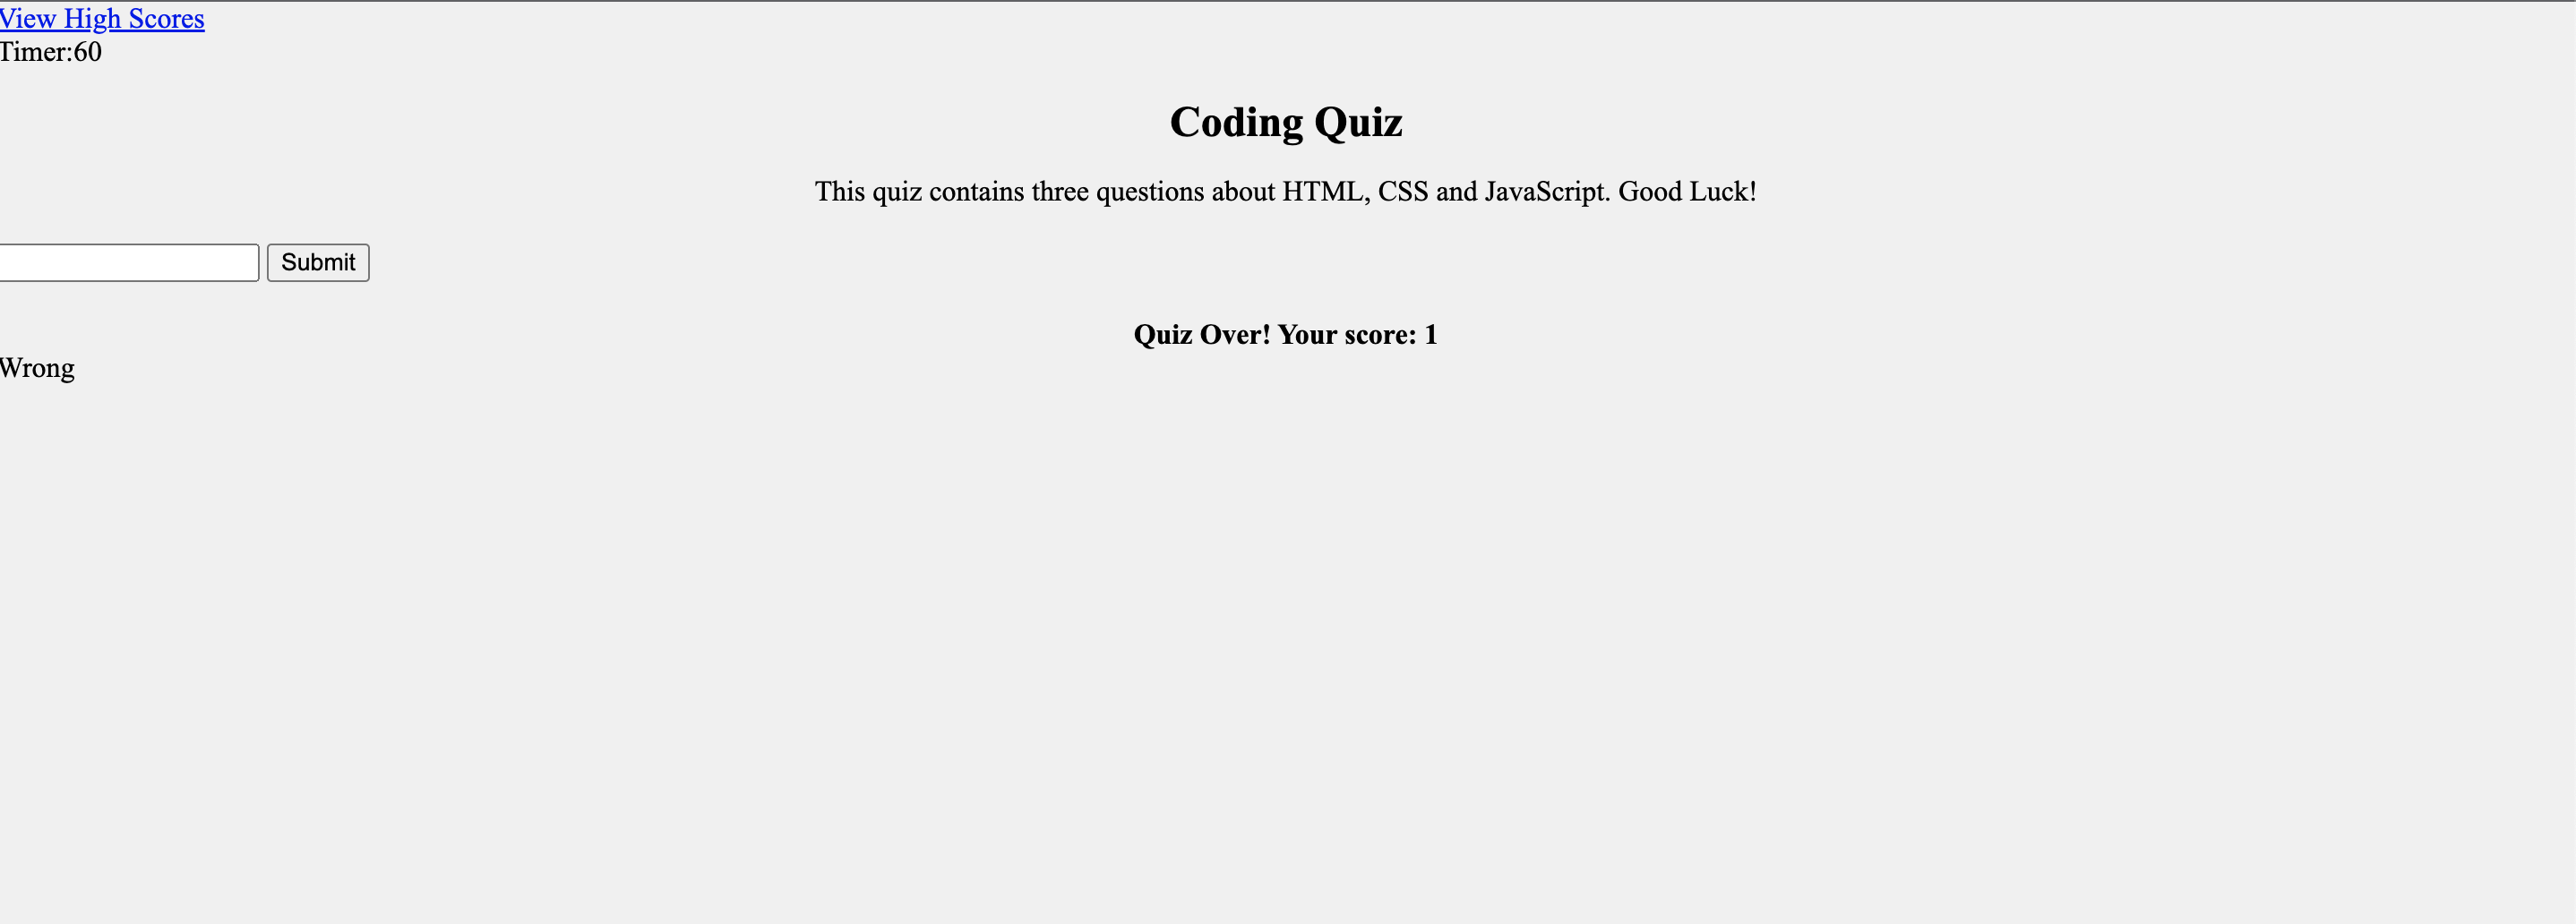 View High Scores
Timer:60
Coding Quiz
This quiz contains three questions about HTML, CSS and JavaScript. Good Luck!
Submit
Quiz Over! Your score: 1
Wrong